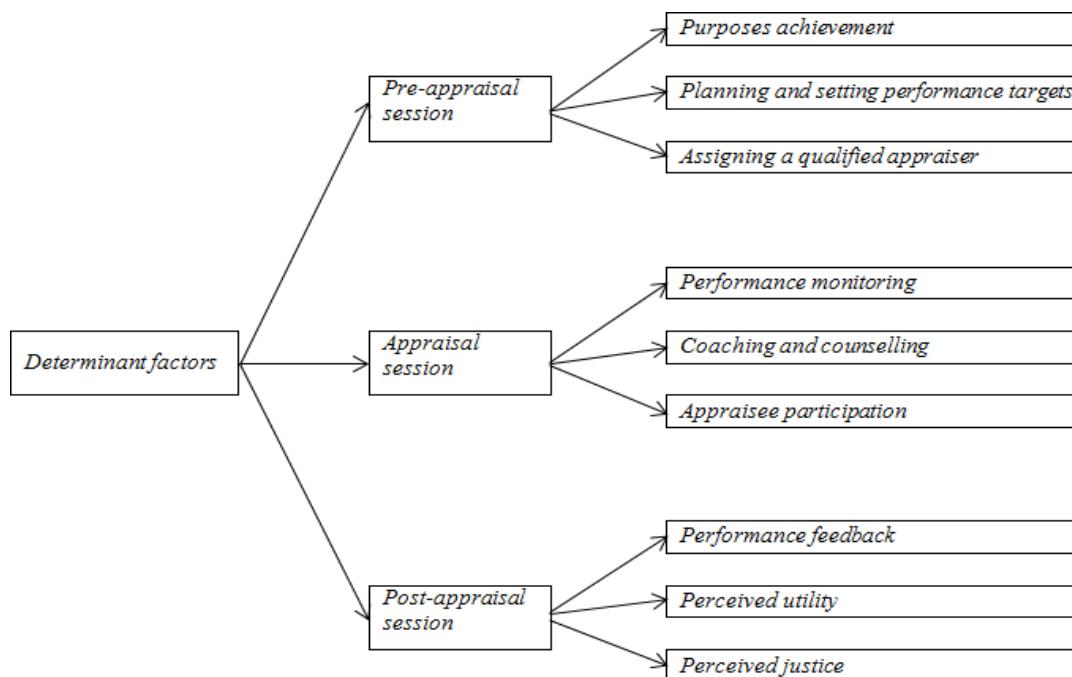 Determinant factors
Pre-appraisal
session
Purposes achievement
Planning and setting performance targets
Assigning a qualified appraiser
Appraisal
session
Performance monitoring
Coaching and counselling
Appraisee participation
Post-appraisal
session
Performance feedback
Perceived utility
Perceived justice